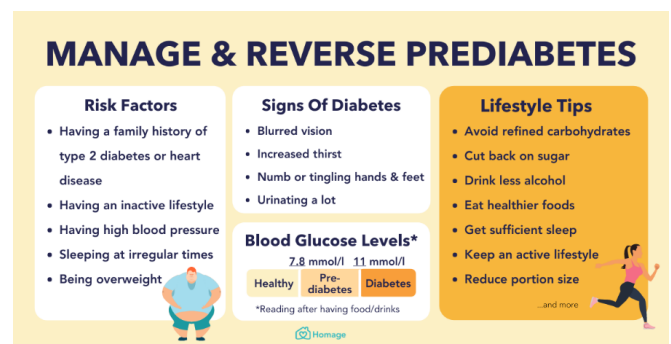 MANAGE & REVERSE PREDIABETES
Risk Factors
• Having a family history of
type 2 diabetes or heart
disease
• Having an inactive lifestyle
• Having high blood pressure
• Sleeping at irregular times
• Being overweight
Signs Of Diabetes
• Blurred vision
• Increased thirst
• Numb or tingling hands & feet
• Urinating a lot
Blood Glucose Levels*
7.8 mmol/l 11 mmol/l
Healthy
Pre-
diabetes
Diabetes
*Reading after having food/drinks
Lifestyle Tips
• Avoid refined carbohydrates
• Cut back on sugar
• Drink less alcohol
• Eat healthier foods
• Get sufficient sleep
• Keep an active lifestyle
• Reduce portion size
...and more
Homage